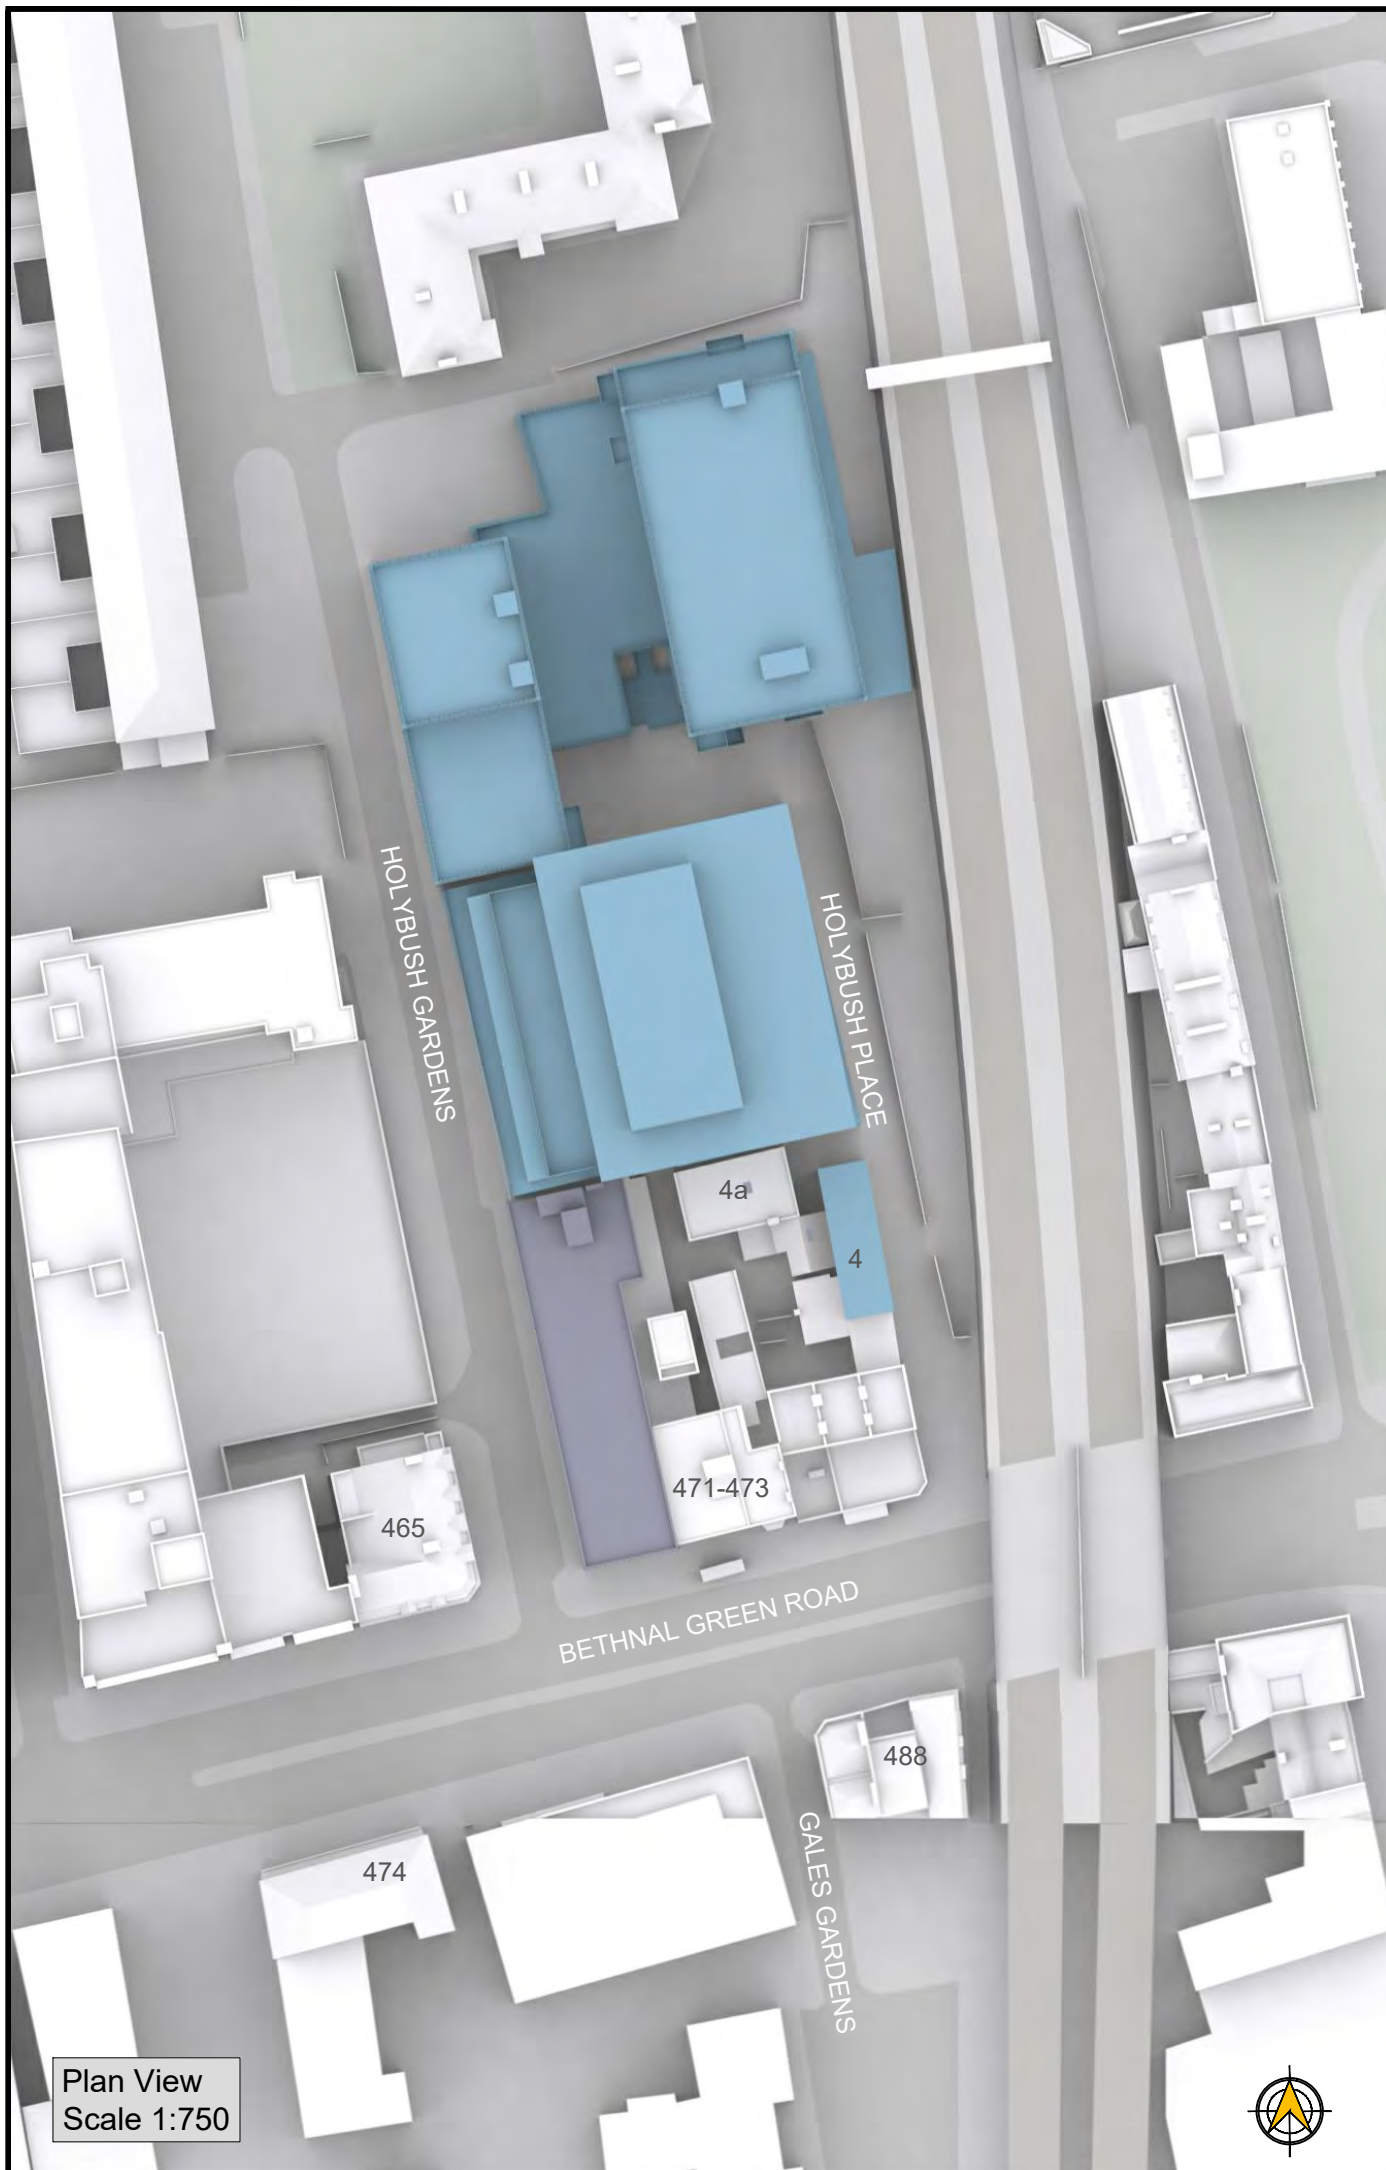 HOLYBUSH GARDENS
HOLYBUSH PLACE
4a
4
471-473
465
BETHNAL GREEN ROAD
488
GALES GARDENS
474
Plan View
Scale 1:750